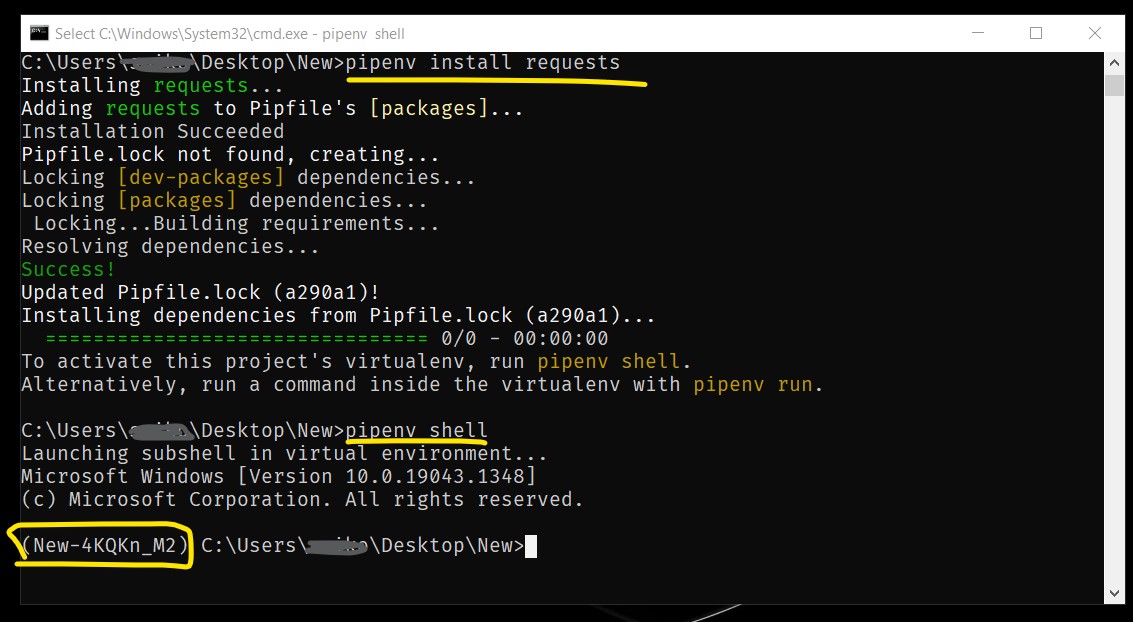 Select C:\Windows\System32\cmd.exe - pipenv shell
C:\Users\\Desktop\New>pipenv install requests
Installing requests...
Adding requests to Pipfile's [packages]...
Installation Succeeded
Pipfile.lock not found, creating...
Locking [dev-packages] dependencies...
Locking [packages] dependencies...
Locking...Building requirements...
Resolving dependencies...
Success!
Updated Pipfile.lock (a290a1)!
Installing dependencies from Pipfile.lock (a290a1)...
================================ 0/0 - 00:00:00
To activate this project's virtualenv, run pipenv shell.
Alternatively, run a command inside the virtualenv with pipenv run.
C:\Users\\Desktop\New>pipenv shell
Launching subshell in virtual environment...
Microsoft Windows [Version 10.0.19043.1348]
(c) Microsoft Corporation. All rights reserved.
(New-4KQKn_M2) C:\Users\\Desktop\New>